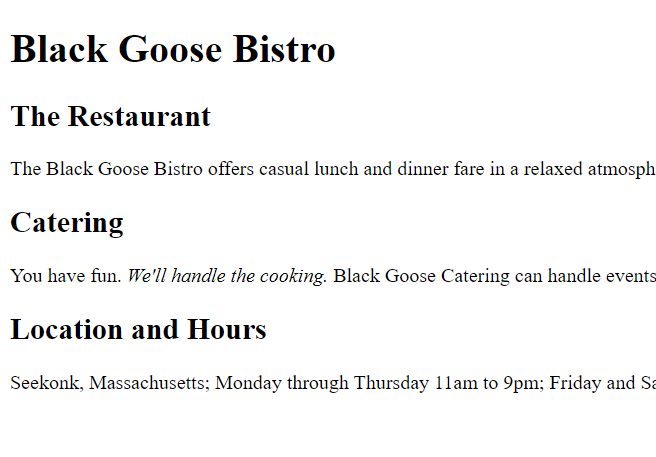 Black Goose Bistro
The Restaurant
The Black Goose Bistro offers casual lunch and dinner fare in a relaxed
Catering
You have fun. We'll handle the cooking. Black Goose Catering can handle events
Location and Hours
Seekonk, Massachusetts; Monday through Thursday 11am to 9pm; Friday and